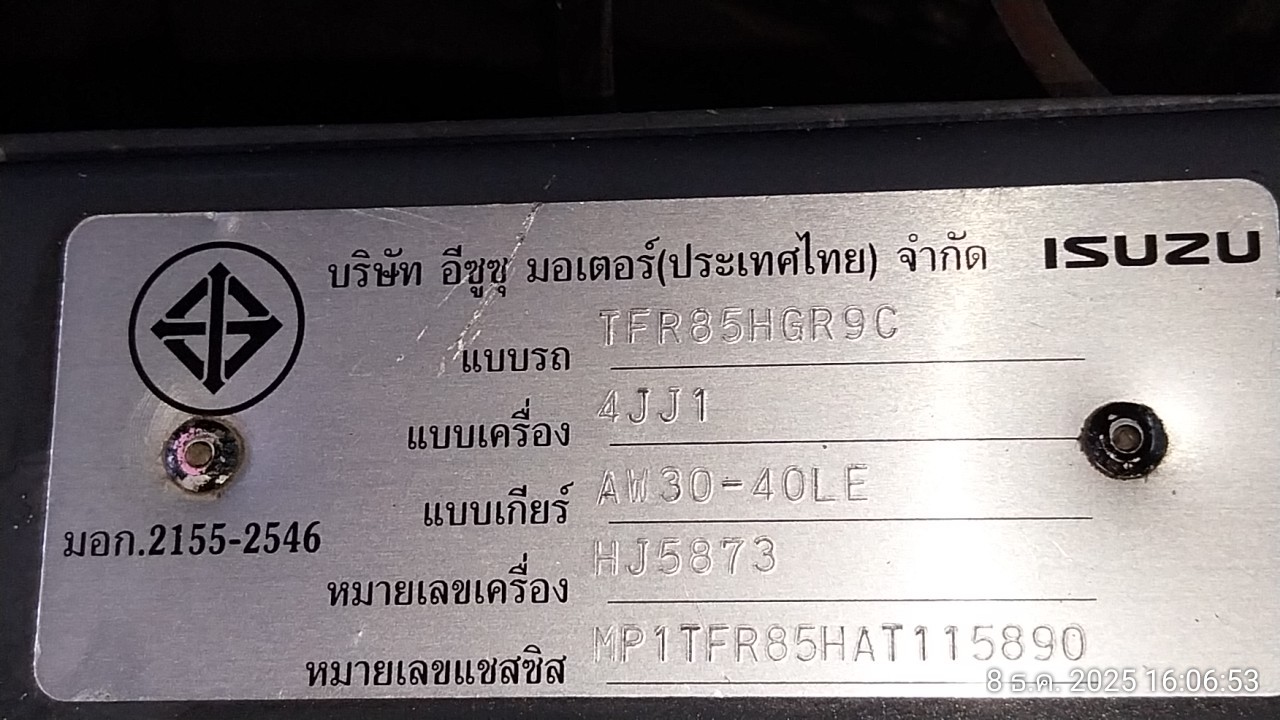 บริษัท อีซูซุ มอเตอร์(ประเทศไทย) จำกัด ISUZU
แบบรถ TFR85HGR9C
แบบเครื่อง 4JJ1
แบบเกียร์ AW30-40LE
มอก.2155-2546
หมายเลขเครื่อง HJ5873
หมายเลขแชสซิส MP1TFR85HAT115890
8 ธ.ค. 2025 16:06:53